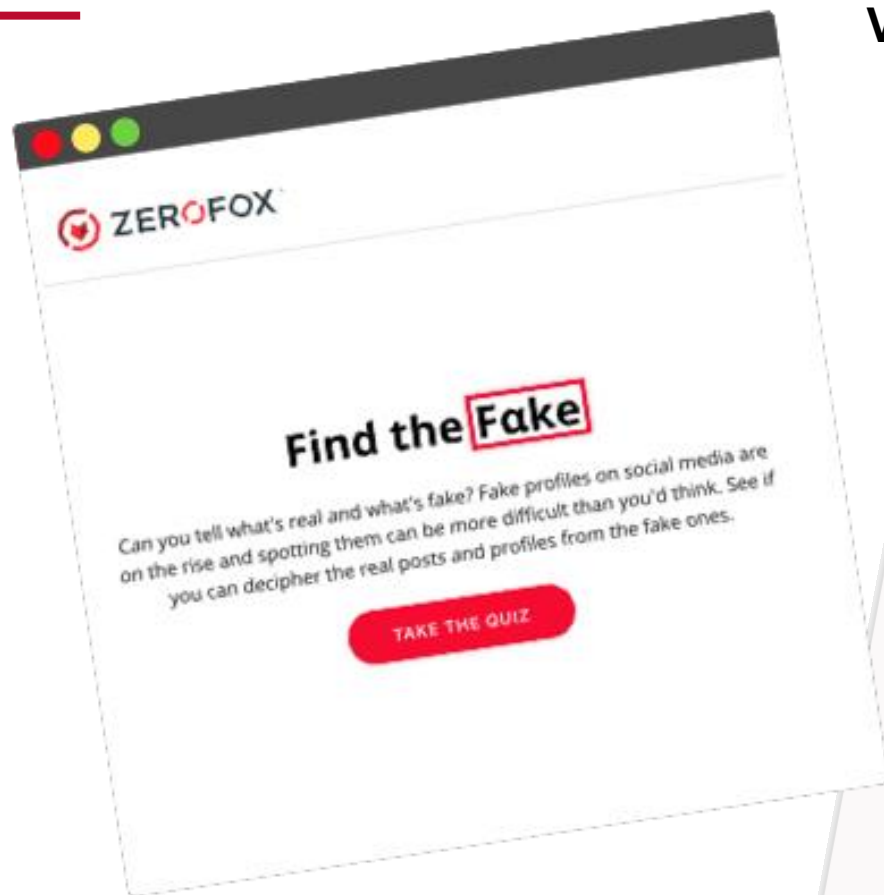 V
ZEROFOX
Find the Fɑke
Can you tell what's real and what's fake? Fake profiles on social media are
on the rise and spotting them can be more difficult than you'd think. See if
you can decipher the real posts and profiles from the fake ones.
TAKE THE QUIZ